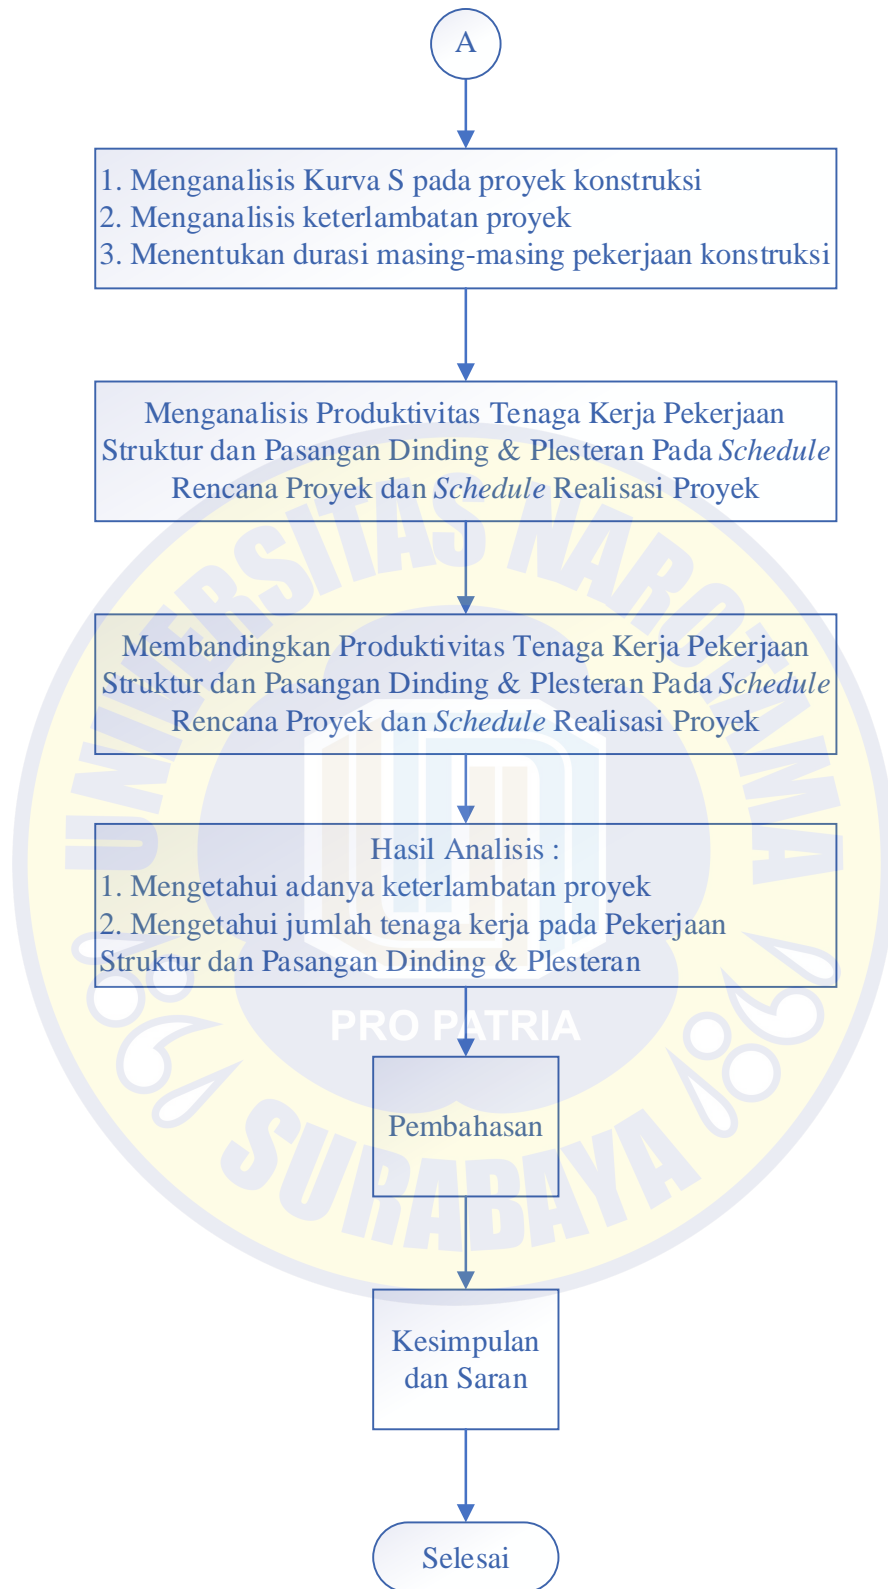 A
1. Menganalisis Kurva S pada proyek konstruksi
2. Menganalisis keterlambatan proyek
3. Menentukan durasi masing-masing pekerjaan konstruksi
Menganalisis Produktivitas Tenaga Kerja Pekerjaan
Struktur dan Pasangan Dinding & Plesteran Pada Schedule
Rencana Proyek dan Schedule Realisasi Proyek
Membandingkan Produktivitas Tenaga Kerja Pekerjaan
Struktur dan Pasangan Dinding & Plesteran Pada Schedule
Rencana Proyek dan Schedule Realisasi Proyek
Hasil Analisis :
1. Mengetahui adanya keterlambatan proyek
2. Mengetahui jumlah tenaga kerja pada Pekerjaan
Struktur dan Pasangan Dinding & Plesteran
Pembahasan
Kesimpulan
dan Saran
Selesai
UNIVERSITAS NAROTAMA
PRO PATRIA
SURABAYA